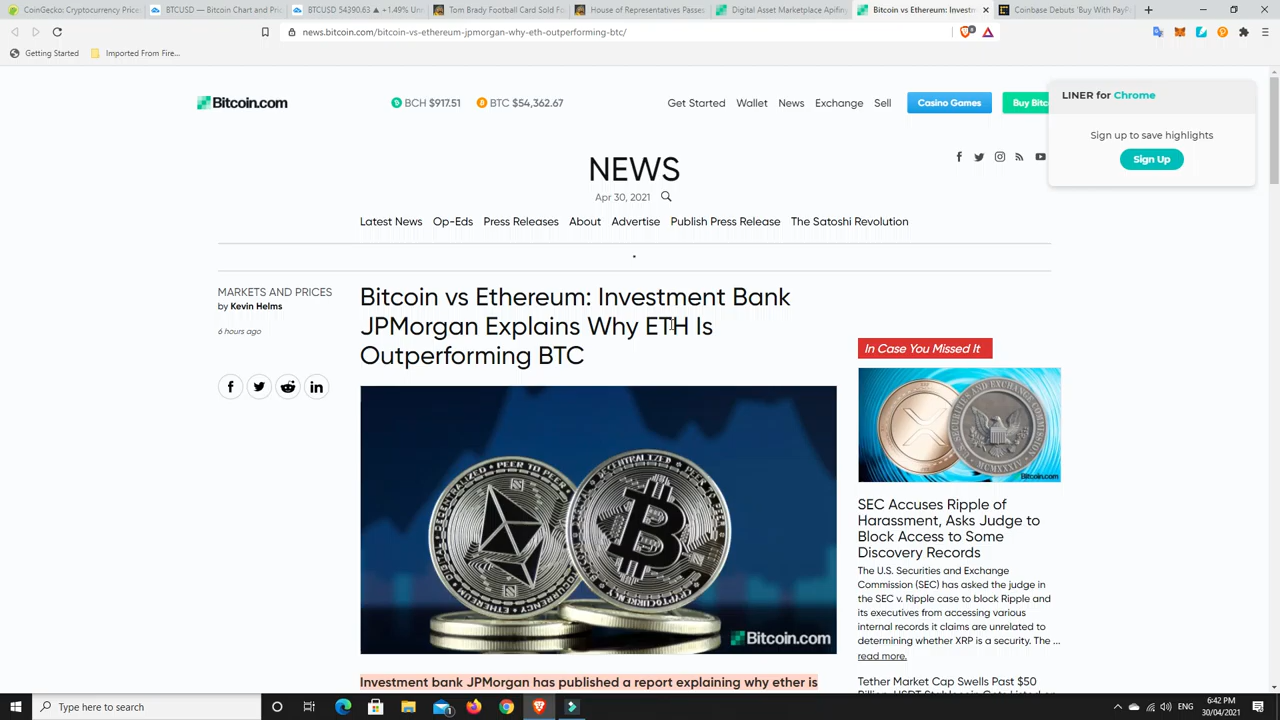 CoinGecko: Cryptocurrency Price
BTCUSD — Bitcoin Chart and Pri
BTCUSD 54390.63 ▲ +1.49% Un
Tom Brady Football Card Sold Fo
House of Representatives Passes
Digital Asset Marketplace Apifin
Bitcoin vs Ethereum: Investm
Coinbase Debuts 'Buy With PayP
news.bitcoin.com/bitcoin-vs-ethereum-jpmorgan-why-eth-outperforming-btc/
Getting Started
Imported From Fire...
Bitcoin.com
BCH $917.51
BTC $54,362.67
Get Started
Wallet
News
Exchange
Sell
Casino Games
Buy Bitc
LINER for Chrome
Sign up to save highlights
Sign Up
NEWS
Apr 30, 2021
Latest News
Op-Eds
Press Releases
About
Advertise
Publish Press Release
The Satoshi Revolution
MARKETS AND PRICES
by Kevin Helms
6 hours ago
Bitcoin vs Ethereum: Investment Bank
JPMorgan Explains Why ETH Is
Outperforming BTC
Bitcoin.com
Investment bank JPMorgan has published a report explaining why ether is
In Case You Missed It
Bitcoin.com
SEC Accuses Ripple of
Harassment, Asks Judge to
Block Access to Some
Discovery Records
The U.S. Securities and Exchange
Commission (SEC) has asked the judge in
the SEC v. Ripple case to block Ripple and
its executives from accessing various
internal records it claims are unrelated to
determining whether XRP is a security. The ...
read more.
Tether Market Cap Swells Past $50
Type here to search
ENG
6:42 PM
30/04/2021